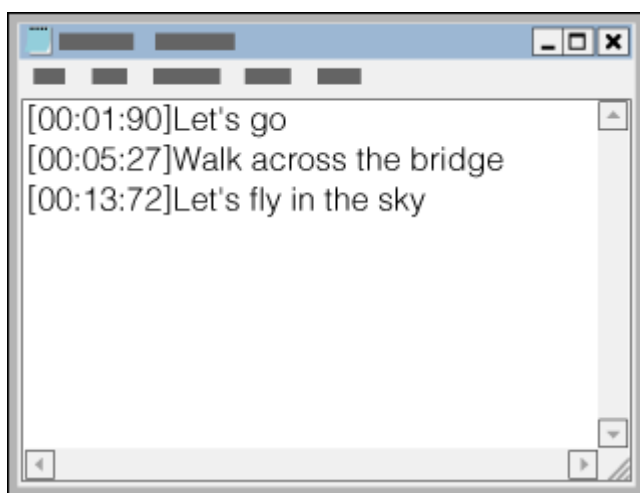 [00:01:90]Let's go
[00:05:27]Walk across the bridge
[00:13:72]Let's fly in the sky